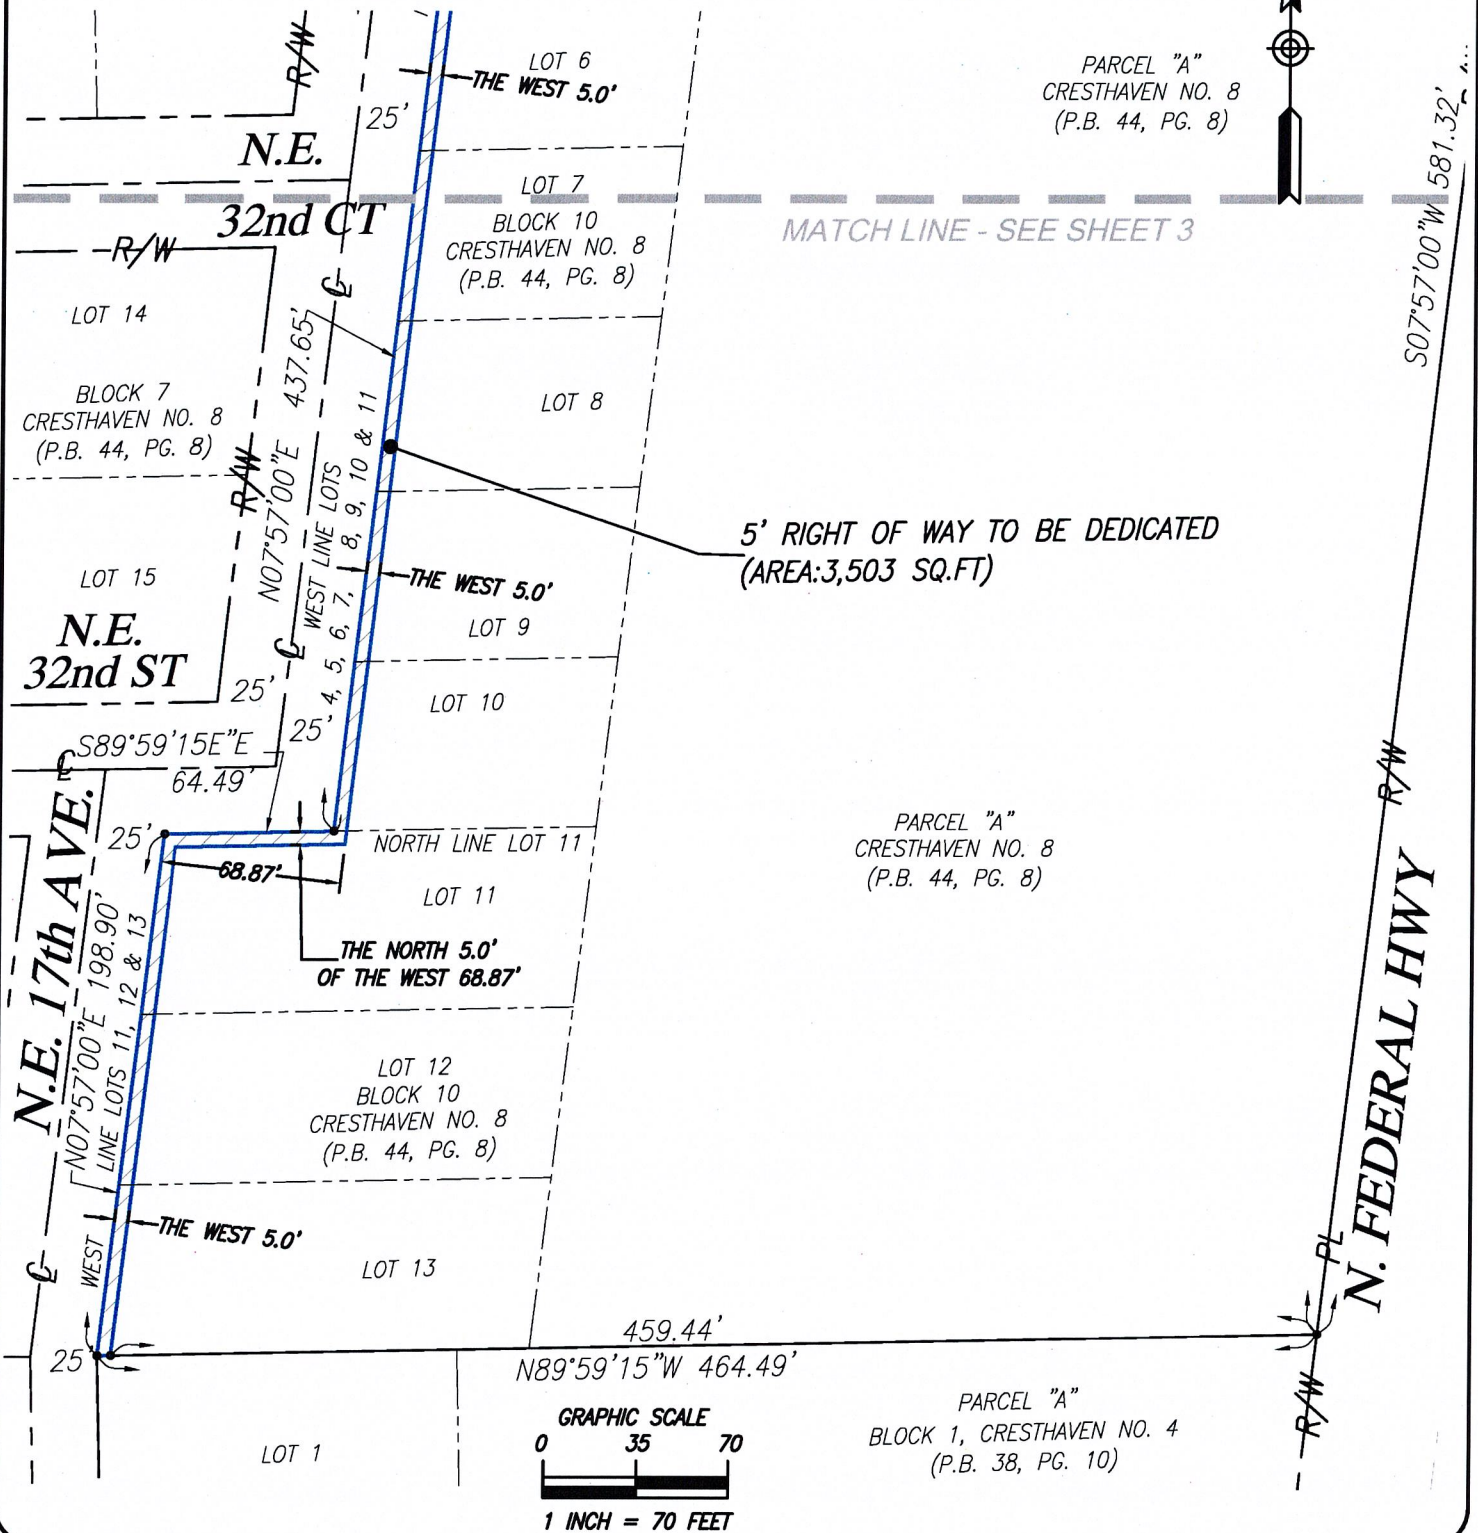 R/W
LOT 6
THE WEST 5.0'
25'
PARCEL "A"
CRESTHAVEN NO. 8
(P.B. 44, PG. 8)
S07°57'00"W 581.32'
N.E.
32nd CT
LOT 7
BLOCK 10
CRESTHAVEN NO. 8
(P.B. 44, PG. 8)
MATCH LINE - SEE SHEET 3
R/W
LOT 14
BLOCK 7
CRESTHAVEN NO. 8
(P.B. 44, PG. 8)
R/W
N07°57'00"E 437.65'
WEST LINE LOTS
4, 5, 6, 7, 8, 9, 10 & 11
LOT 8
5' RIGHT OF WAY TO BE DEDICATED
(AREA:3,503 SQ.FT)
LOT 15
THE WEST 5.0'
LOT 9
N.E.
32nd ST
25'
LOT 10
25'
S89°59'15E"E
64.49'
25'
NORTH LINE LOT 11
68.87'
LOT 11
THE NORTH 5.0'
OF THE WEST 68.87'
PARCEL "A"
CRESTHAVEN NO. 8
(P.B. 44, PG. 8)
R/W
N. FEDERAL HWY
N.E. 17th AVE.
N07°57'00"E 198.90'
WEST LINE LOTS 11, 12 & 13
LOT 12
BLOCK 10
CRESTHAVEN NO. 8
(P.B. 44, PG. 8)
THE WEST 5.0'
LOT 13
PL
25'
459.44'
N89°59'15"W 464.49'
R/W
LOT 1
GRAPHIC SCALE
0 35 70
1 INCH = 70 FEET
PARCEL "A"
BLOCK 1, CRESTHAVEN NO. 4
(P.B. 38, PG. 10)